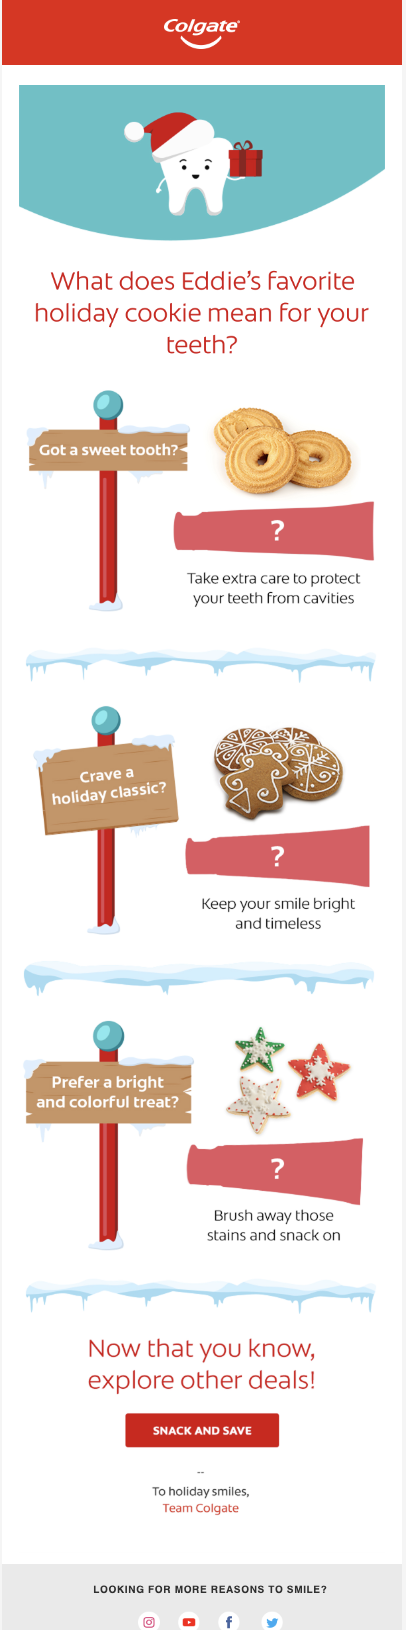 Colgate
What does Eddie's favorite
holiday cookie mean for your
teeth?
Got a sweet tooth?
?
Take extra care to protect
your teeth from cavities
Crave a
holiday classic?
?
Keep your smile bright
and timeless
Prefer a bright
and colorful treat?
?
Brush away those
stains and snack on
Now that you know,
explore other deals!
SNACK AND SAVE
--
To holiday smiles,
Team Colgate
LOOKING FOR MORE REASONS TO SMILE?